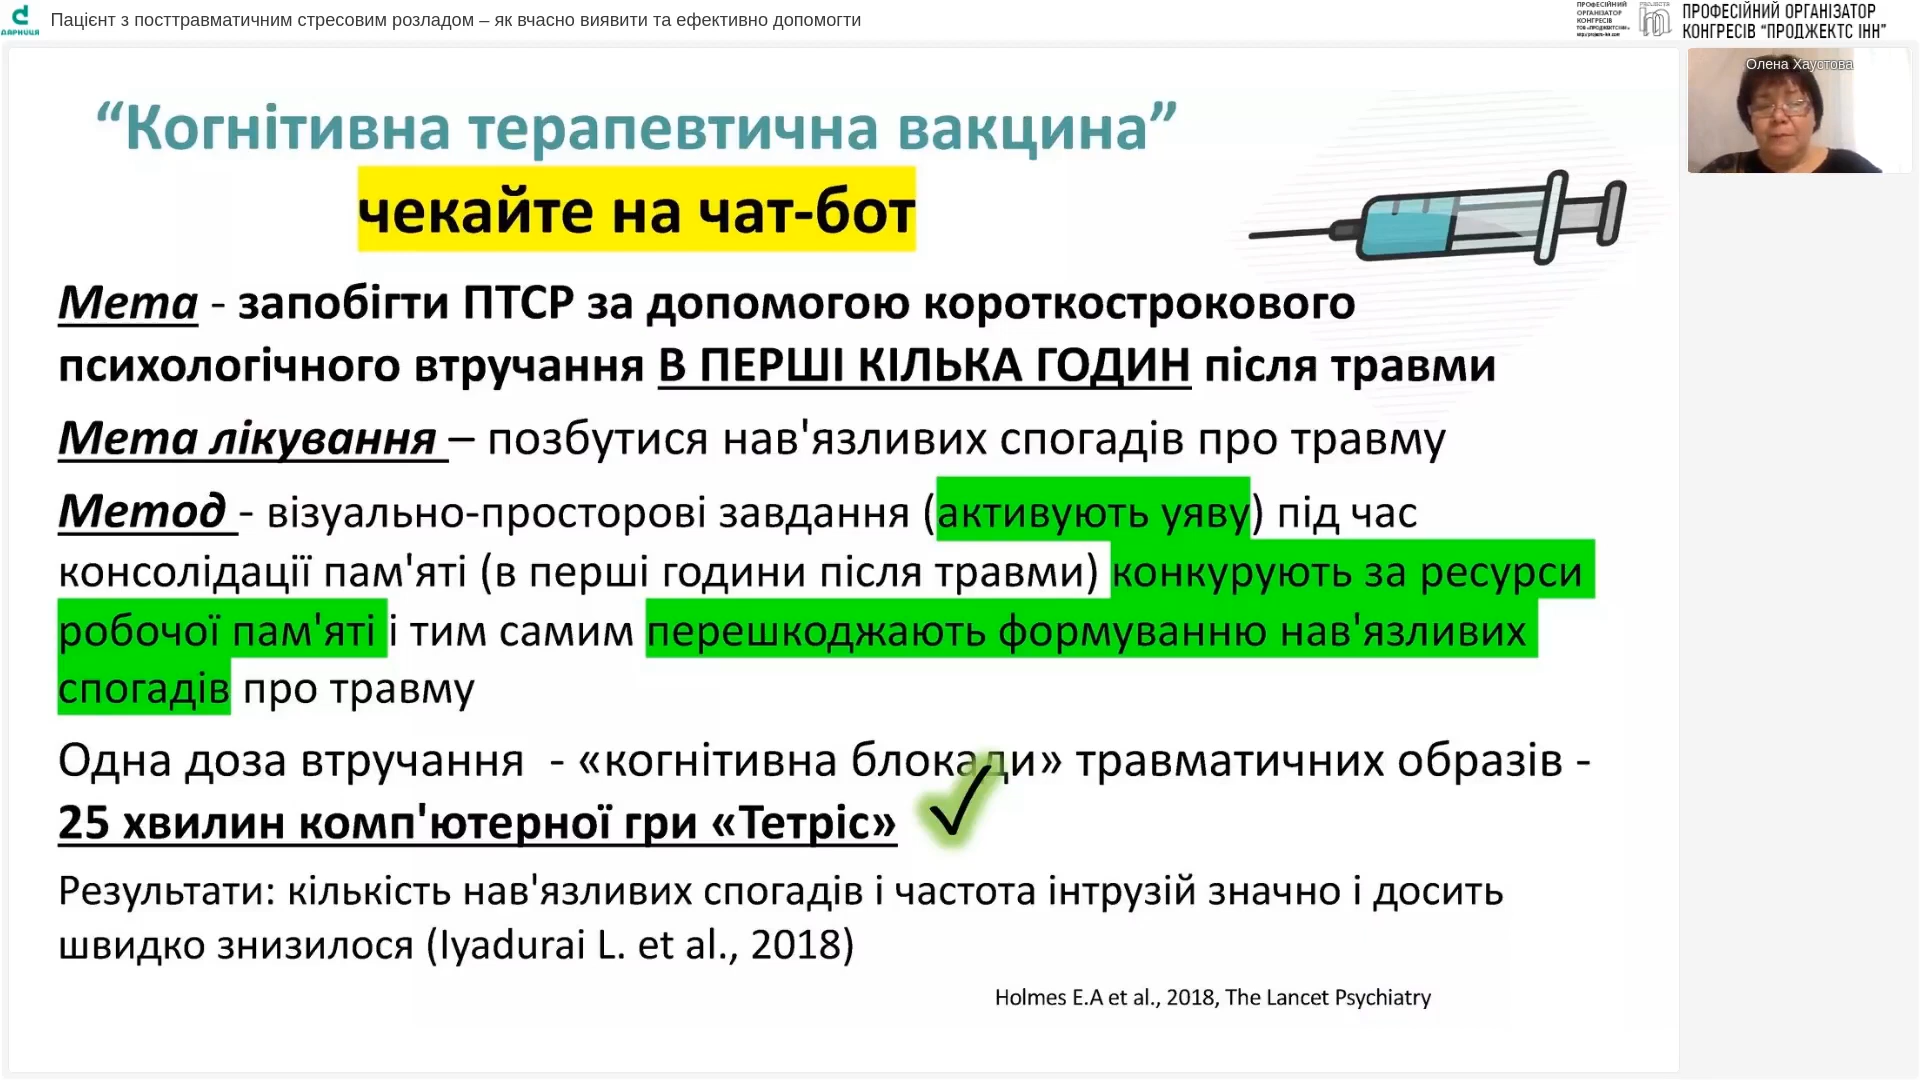 дарниця
Пацієнт з посттравматичним стресовим розладом – як вчасно виявити та ефективно допомогти
ПРОФЕСІЙНИЙ
ОРГАНІЗАТОР
КОНГРЕСІВ
PROJECTS
ПРОФЕСІЙНИЙ ОРГАНІЗАТОР
КОНГРЕСІВ “ПРОДЖЕКТС ІНН”
Олена Хаустова
“Когнітивна терапевтична вакцина”
чекайте на чат-бот
Мета - запобігти ПТСР за допомогою короткострокового
психологічного втручання В ПЕРШІ КІЛЬКА ГОДИН після травми
Мета лікування – позбутися нав'язливих спогадів про травму
Метод - візуально-просторові завдання (активують уяву) під час
консолідації пам'яті (в перші години після травми) конкурують за ресурси
робочої пам'яті і тим самим перешкоджають формуванню нав'язливих
спогадів про травму
Одна доза втручання - «когнітивна блокади» травматичних образів -
25 хвилин комп'ютерної гри «Тетріс»
Результати: кількість нав'язливих спогадів і частота інтрузій значно і досить
швидко знизилося (Iyadurai L. et al., 2018)
Holmes E.A et al., 2018, The Lancet Psychiatry